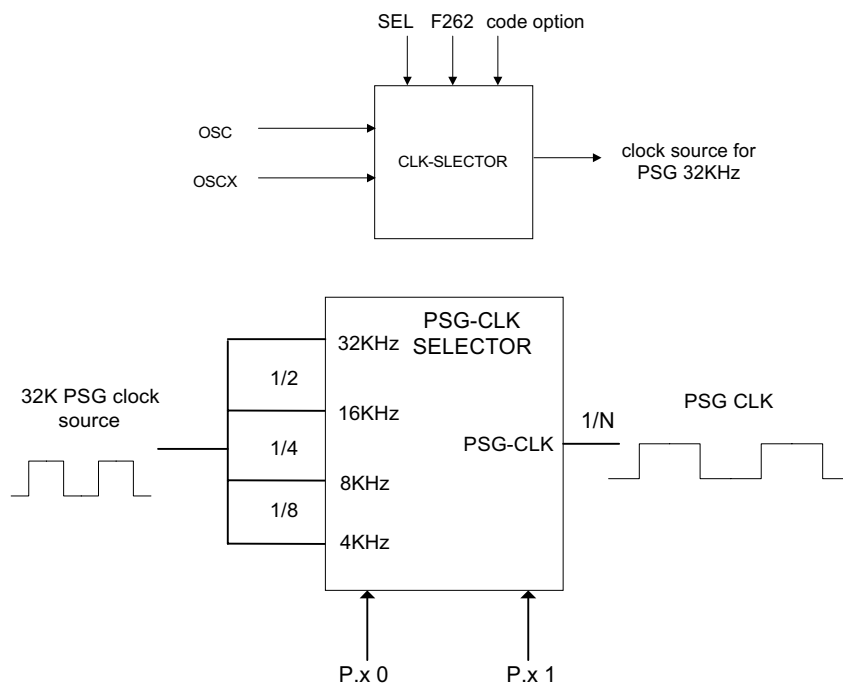 SEL F262 code option
OSC
OSCX
CLK-SLECTOR
clock source for
PSG 32KHz
32K PSG clock
source
1/2
1/4
1/8
32KHz
16KHz
8KHz
4KHz
PSG-CLK
SELECTOR
PSG-CLK
1/N
PSG CLK
P.x 0
P.x 1